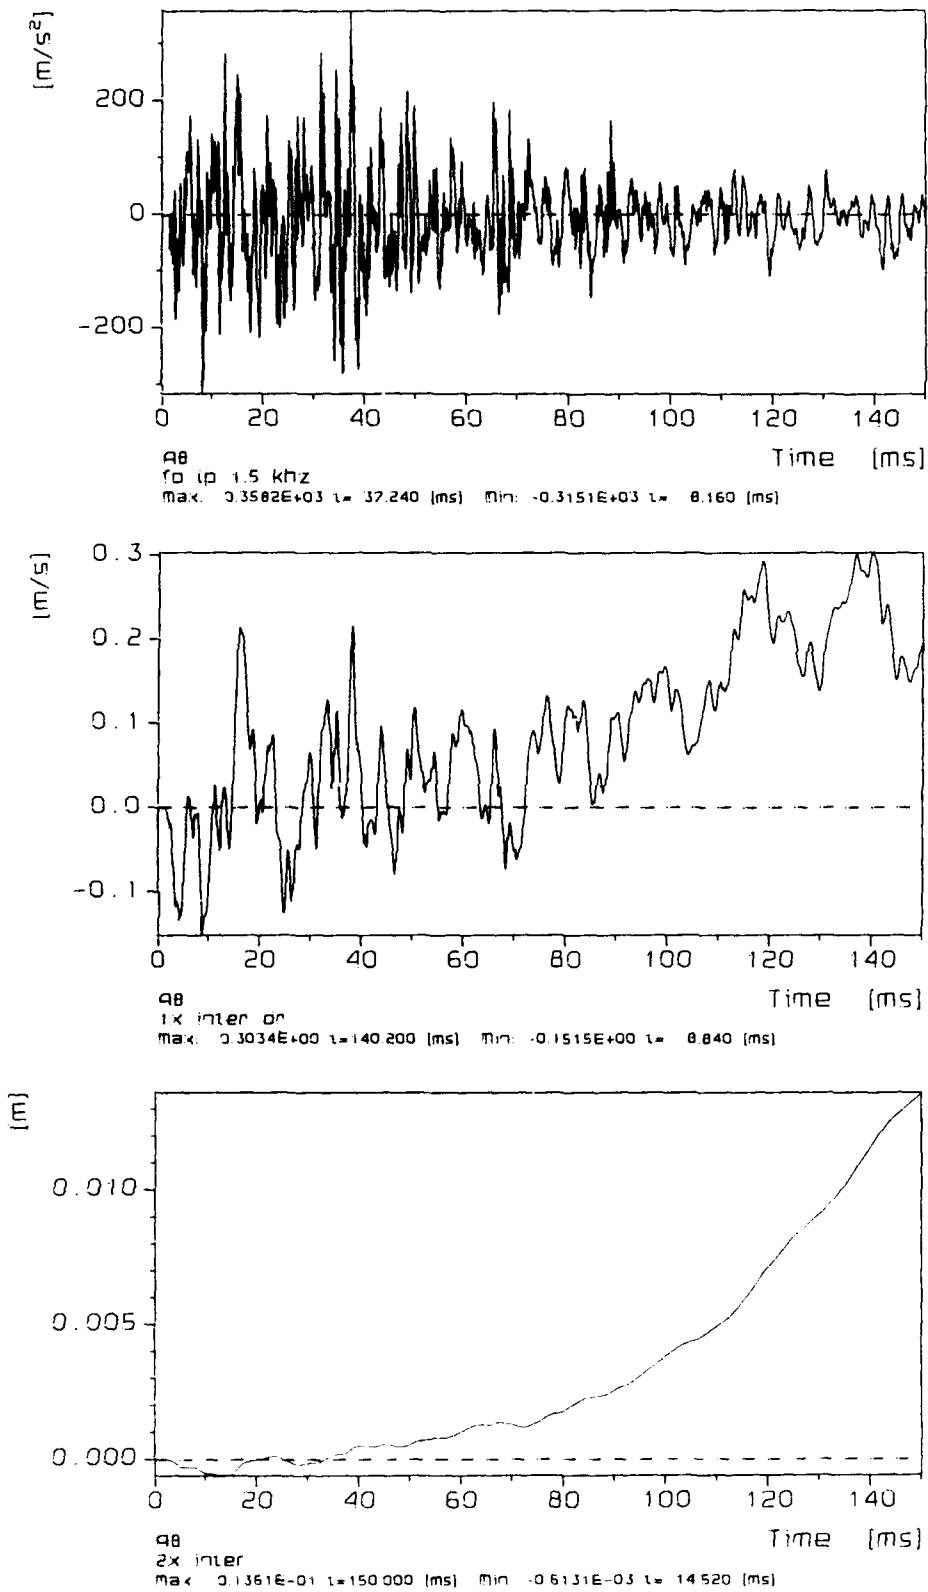 [m/s²]
200
0
-200
0 20 40 60 80 100 120 140
Time [ms]
A8
fo lp 1.5 khz
Max: 0.3582E+03 t= 37.240 [ms] Min: -0.3151E+03 t= 8.160 [ms]
[m/s]
0.3
0.2
0.1
0.0
-0.1
0 20 40 60 80 100 120 140
Time [ms]
A8
1x inter dr
Max: 0.3034E+00 t=140.200 [ms] Min: -0.1515E+00 t= 8.840 [ms]
[m]
0.010
0.005
0.000
0 20 40 60 80 100 120 140
Time [ms]
A8
2x inter
Max 0.1361E-01 t=150.000 [ms] Min -0.6131E-03 t= 14.520 [ms]